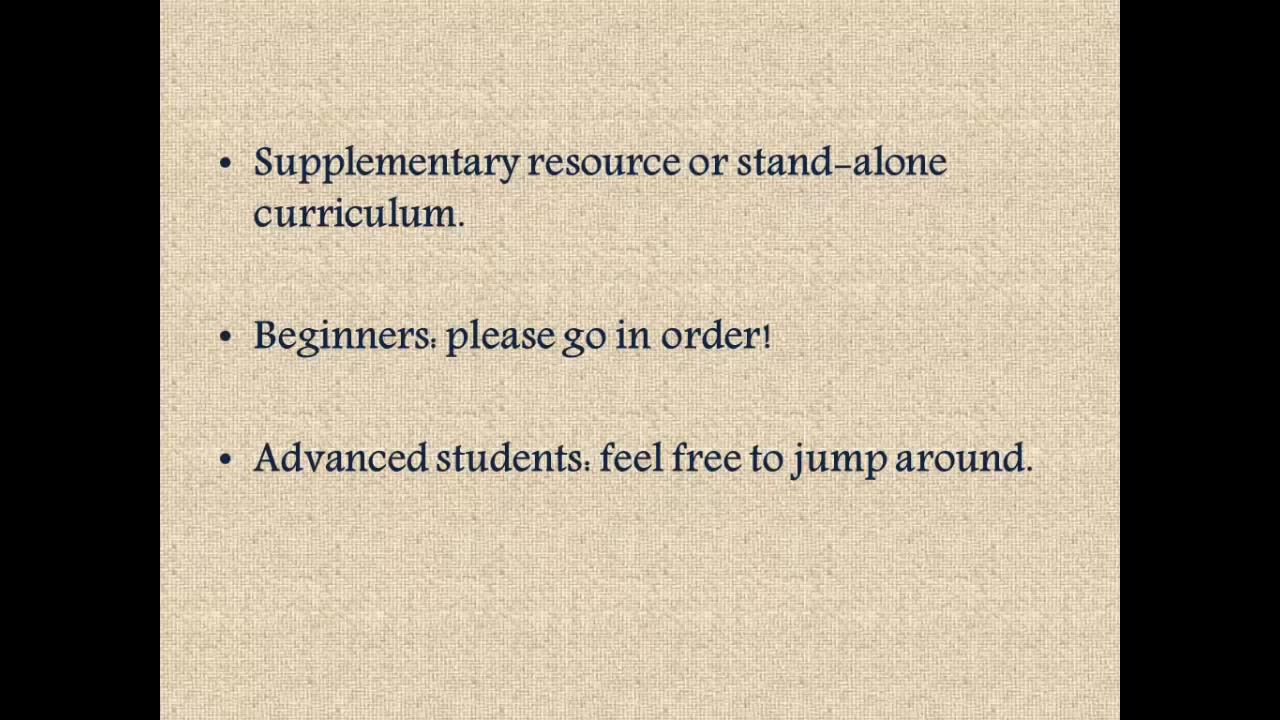 • Supplementary resource or stand-alone
curriculum.
• Beginners: please go in order!
• Advanced students: feel free to jump around.